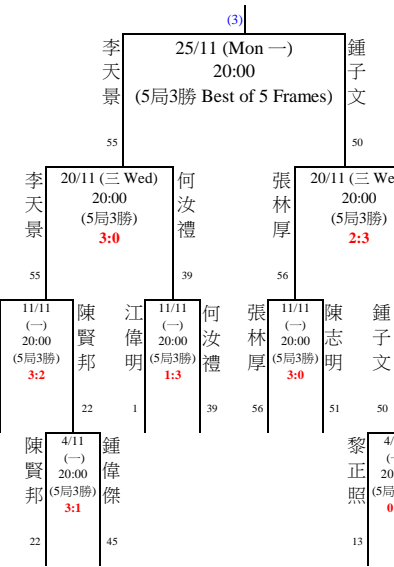 (3)
李天景
25/11 (Mon 一)
20:00
(5局3勝 Best of 5 Frames)
鍾子文
55
50
李天景
20/11 (三 Wed)
20:00
(5局3勝)
3:0
何汝禮
張林厚
20/11 (三 We
20:00
(5局3勝)
2:3
55
39
56
11/11
(一)
20:00
(5局3勝)
3:2
陳賢邦
江偉明
11/11
(一)
20:00
(5局3勝)
1:3
何汝禮
張林厚
11/11
(一)
20:00
(5局3勝)
3:0
陳志明
鍾子文
22
1
39
56
51
50
陳賢邦
4/11
(一)
20:00
(5局3勝)
3:1
鍾偉傑
黎正照
4/
(
20
(5局
0
22
45
13